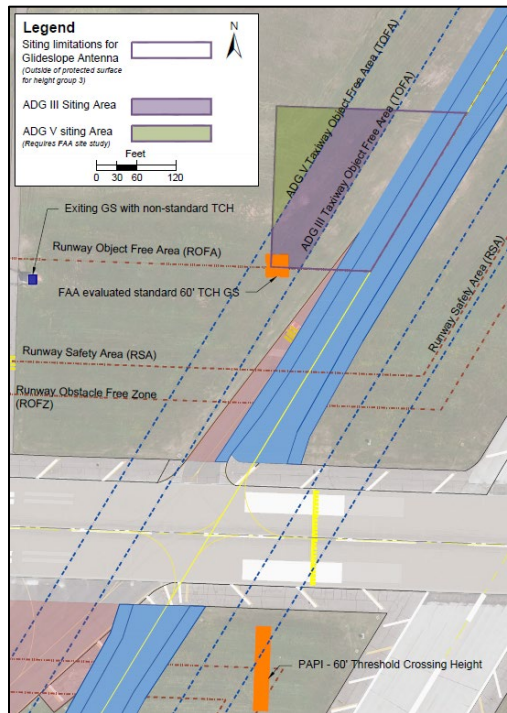 Legend
Siting limitations for
Glideslope Antenna
(Outside of protected surface
for height group 3)
ADG III Siting Area
ADG V siting Area
(Requires FAA site study)
Feet
0 30 60 120
N
Exiting GS with non-standard TCH
Runway Object Free Area (ROFA)
FAA evaluated standard 60' TCH GS
ADG V Taxiway Object Free Area (TOFA)
ADG III Taxiway Object Free Area (TOFA)
Runway Safety Area (RSA)
Runway Safety Area (RSA)
Runway Obstacle Free Zone
(ROFZ)
PAPI - 60' Threshold Crossing Height